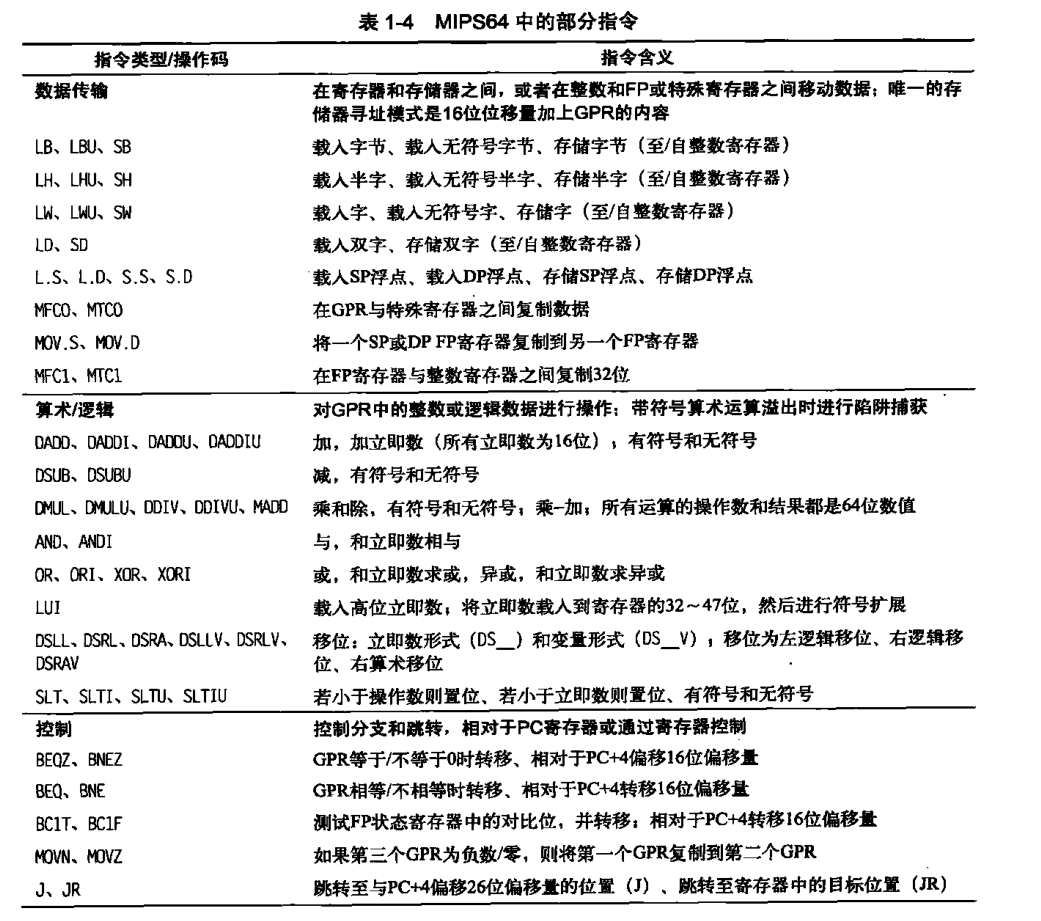 表 1-4 MIPS64 中的部分指令
指令类型/操作码 指令含义
数据传输 在寄存器和存储器之间，或者在整数和FP或特殊寄存器之间移动数据；唯一的存
储器寻址模式是16位位移量加上GPR的内容
LB、LBU、SB 载入字节、载入无符号字节、存储字节（至/自整数寄存器）
LH、LHU、SH 载入半字、载入无符号半字、存储半字（至/自整数寄存器）
LW、LWU、SW 载入字、载入无符号字、存储字（至/自整数寄存器）
LD、SD 载入双字、存储双字（至/自整数寄存器）
L.S、L.D、S.S、S.D 载入SP浮点、载入DP浮点、存储SP浮点、存储DP浮点
MFC0、MTC0 在GPR与特殊寄存器之间复制数据
MOV.S、MOV.D 将一个SP或DP FP寄存器复制到另一个FP寄存器
MFC1、MTC1 在FP寄存器与整数寄存器之间复制32位
算术/逻辑 对GPR中的整数或逻辑数据进行操作；带符号算术运算溢出时进行陷阱捕获
DADD、DADDI、DADDU、DADDIU 加，加立即数（所有立即数为16位）；有符号和无符号
DSUB、DSUBU 减，有符号和无符号
DMUL、DMULU、DDIV、DDIVU、MADD 乘和除，有符号和无符号；乘-加；所有运算的操作数和结果都是64位数值
AND、ANDI 与，和立即数相与
OR、ORI、XOR、XORI 或，和立即数求或，异或，和立即数求异或
LUI 载入高位立即数；将立即数载入到寄存器的32～47位，然后进行符号扩展
DSLL、DSRL、DSRA、DSLLV、DSRLV、 移位：立即数形式（DS__）和变量形式（DS__V）；移位为左逻辑移位、右逻辑移
DSRAV 位、右算术移位
SLT、SLTI、SLTU、SLTIU 若小于操作数则置位、若小于立即数则置位、有符号和无符号
控制 控制分支和跳转，相对于PC寄存器或通过寄存器控制
BEQZ、BNEZ GPR等于/不等于0时转移、相对于PC+4偏移16位偏移量
BEQ、BNE GPR相等/不相等时转移、相对于PC+4转移16位偏移量
BC1T、BC1F 测试FP状态寄存器中的对比位，并转移；相对于PC+4转移16位偏移量
MOVN、MOVZ 如果第三个GPR为负数/零，则将第一个GPR复制到第二个GPR
J、JR 跳转至与PC+4偏移26位偏移量的位置（J）、跳转至寄存器中的目标位置（JR）